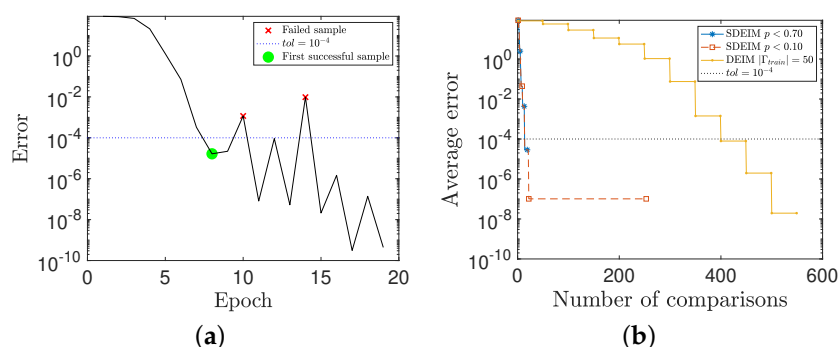 Error
10^0
10^-2
10^-4
10^-6
10^-8
10^-10
0
5
10
15
20
Epoch
Failed sample
tol = 10^-4
First successful sample
(a)
Average error
10^0
10^-2
10^-4
10^-6
10^-8
10^-10
0
200
400
600
Number of comparisons
SDEIM p < 0.70
SDEIM p < 0.10
DEIM |Γ_train| = 50
tol = 10^-4
(b)